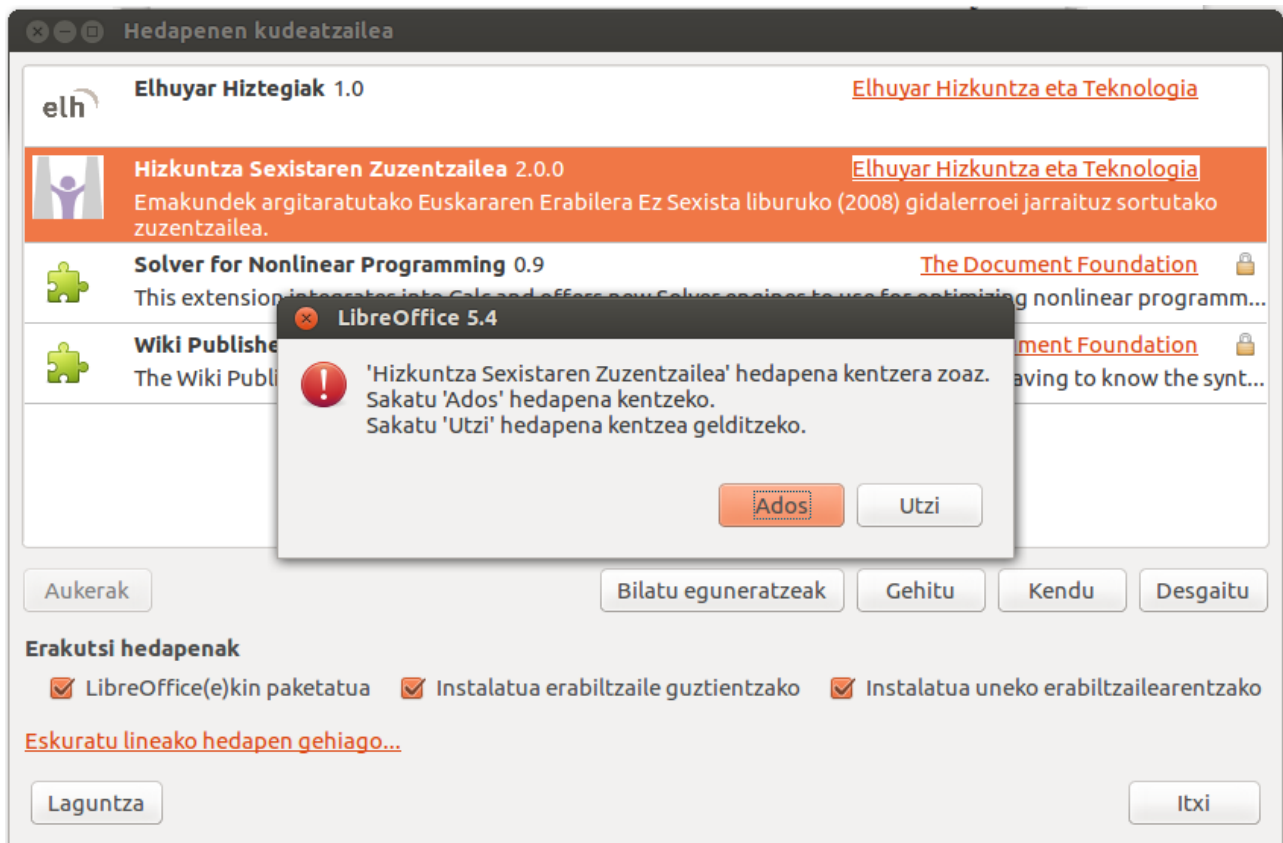 Hedapenen kudeatzailea
elh
Elhuyar Hiztegiak 1.0 Elhuyar Hizkuntza eta Teknologia
Hizkuntza Sexistaren Zuzentzailea 2.0.0 Elhuyar Hizkuntza eta Teknologia
Emakundek argitaratutako Euskararen Erabilera Ez Sexista liburuko (2008) gidalerroei jarraituz sortutako
zuzentzailea.
Solver for Nonlinear Programming 0.9 The Document Foundation
This extension integrates into Calc and offers new Solver engines to use for optimizing nonlinear programm...
LibreOffice 5.4
Wiki Publishe ment Foundation
The Wiki Publi aving to know the synt...
'Hizkuntza Sexistaren Zuzentzailea' hedapena kentzera zoaz.
Sakatu 'Ados' hedapena kentzeko.
Sakatu 'Utzi' hedapena kentzea gelditzeko.
Ados Utzi
Aukerak Bilatu eguneratzeak Gehitu Kendu Desgaitu
Erakutsi hedapenak
LibreOffice(e)kin paketatua Instalatua erabiltzaile guztientzako Instalatua uneko erabiltzailearentzako
Eskuratu lineako hedapen gehiago...
Laguntza Itxi